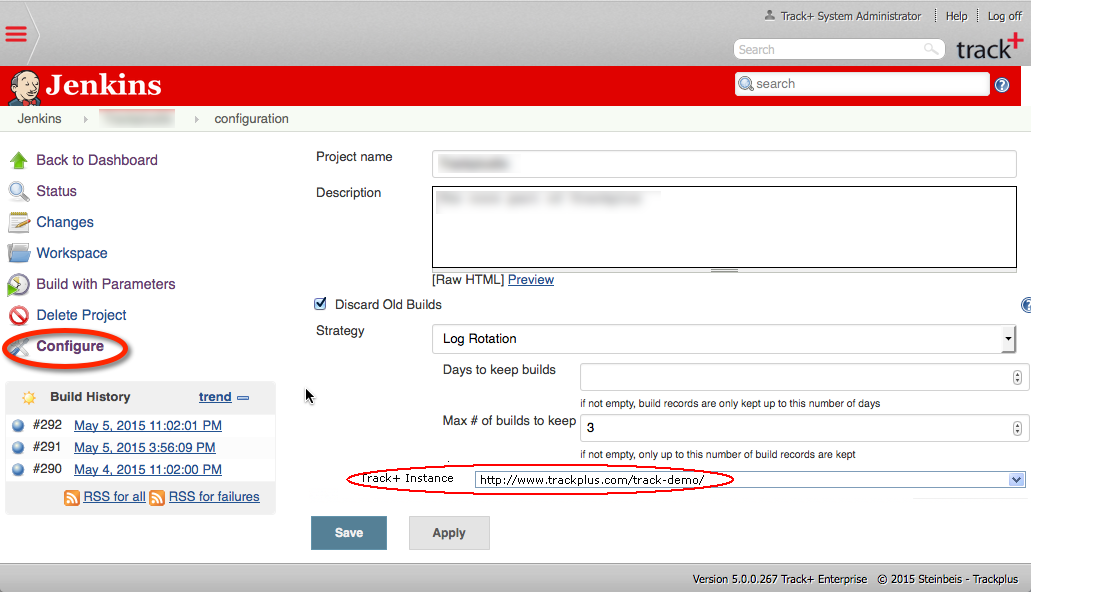 Track+ System Administrator Help Log off
Search track+
Jenkins search
Jenkins configuration
Back to Dashboard
Status
Changes
Workspace
Build with Parameters
Delete Project
Configure
Build History trend
#292 May 5, 2015 11:02:01 PM
#291 May 5, 2015 3:56:09 PM
#290 May 4, 2015 11:02:00 PM
RSS for all RSS for failures
Project name
Description
[Raw HTML] Preview
Discard Old Builds
Strategy Log Rotation
Days to keep builds
if not empty, build records are only kept up to this number of days
Max # of builds to keep 3
if not empty, only up to this number of build records are kept
Track+ Instance http://www.trackplus.com/track-demo/
Save Apply
Version 5.0.0.267 Track+ Enterprise © 2015 Steinbeis - Trackplus